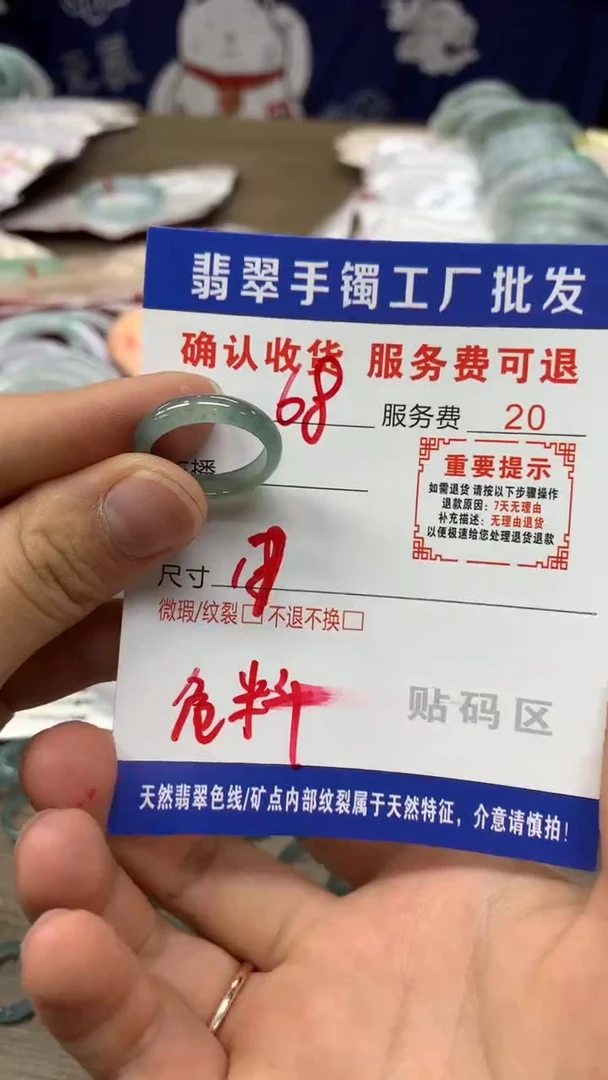 翡翠手镯工厂批发
确认收货 服务费可退
68 服务费 20
播
重要提示
如需退货 请按以下步骤操作
退款原因：7天无理由
补充描述：无理由退货
以便极速给您处理退货退款
尺寸
微瑕/纹裂□不退不换□
危料
贴码区
天然翡翠色线/矿点内部纹裂属于天然特征，介意请慎拍！